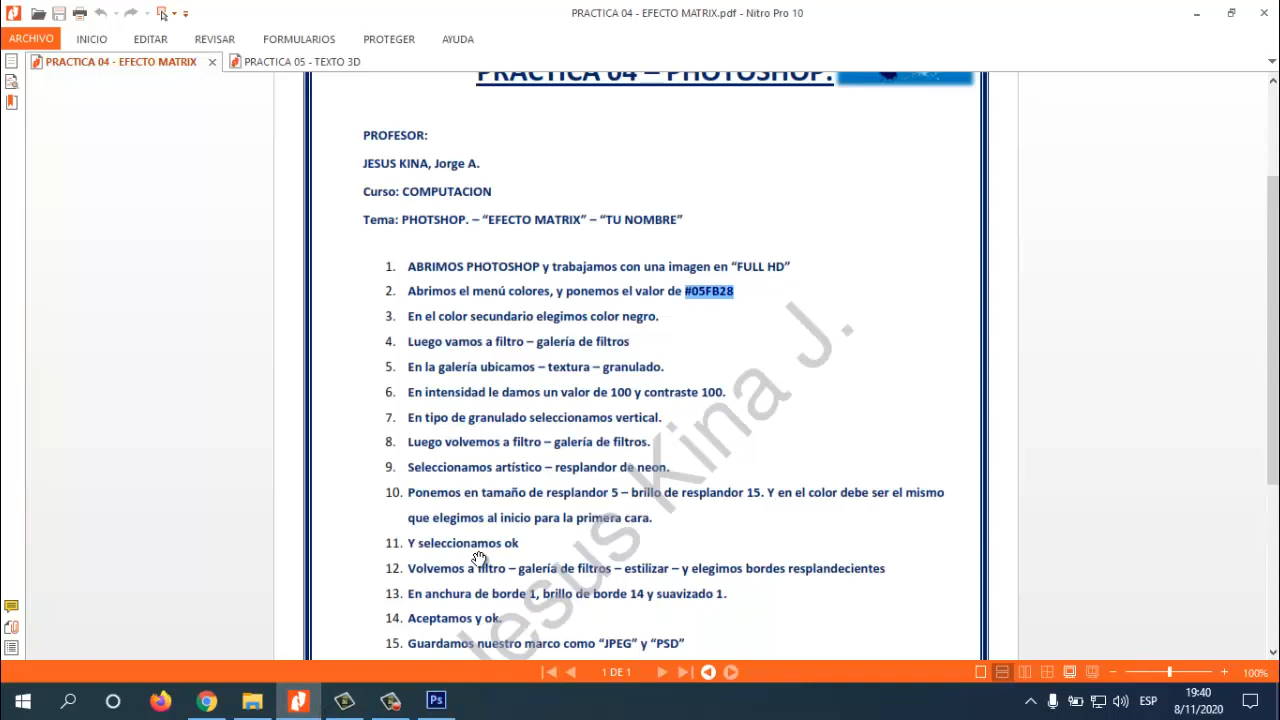 PRACTICA 04 - EFECTO MATRIX.pdf - Nitro Pro 10
ARCHIVO INICIO EDITAR REVISAR FORMULARIOS PROTEGER AYUDA
PRACTICA 04 - EFECTO MATRIX PRACTICA 05 - TEXTO 3D
PRACTICA 04 – PHOTOSHOP.
PROFESOR:
JESUS KINA, Jorge A.
Curso: COMPUTACION
Tema: PHOTSHOP. – “EFECTO MATRIX” – “TU NOMBRE”
1. ABRIMOS PHOTOSHOP y trabajamos con una imagen en “FULL HD”
2. Abrimos el menú colores, y ponemos el valor de #05FB28
3. En el color secundario elegimos color negro.
4. Luego vamos a filtro – galería de filtros
5. En la galería ubicamos – textura – granulado.
6. En intensidad le damos un valor de 100 y contraste 100.
7. En tipo de granulado seleccionamos vertical.
8. Luego volvemos a filtro – galería de filtros.
9. Seleccionamos artístico – resplandor de neon.
10. Ponemos en tamaño de resplandor 5 – brillo de resplandor 15. Y en el color debe ser el mismo
que elegimos al inicio para la primera cara.
11. Y seleccionamos ok
12. Volvemos a filtro – galería de filtros – estilizar – y elegimos bordes resplandecientes
13. En anchura de borde 1, brillo de borde 14 y suavizado 1.
14. Aceptamos y ok.
15. Guardamos nuestro marco como “JPEG” y “PSD”
Jesus Kina J.
1 DE 1
100%
Ps
ESP
19:40
8/11/2020